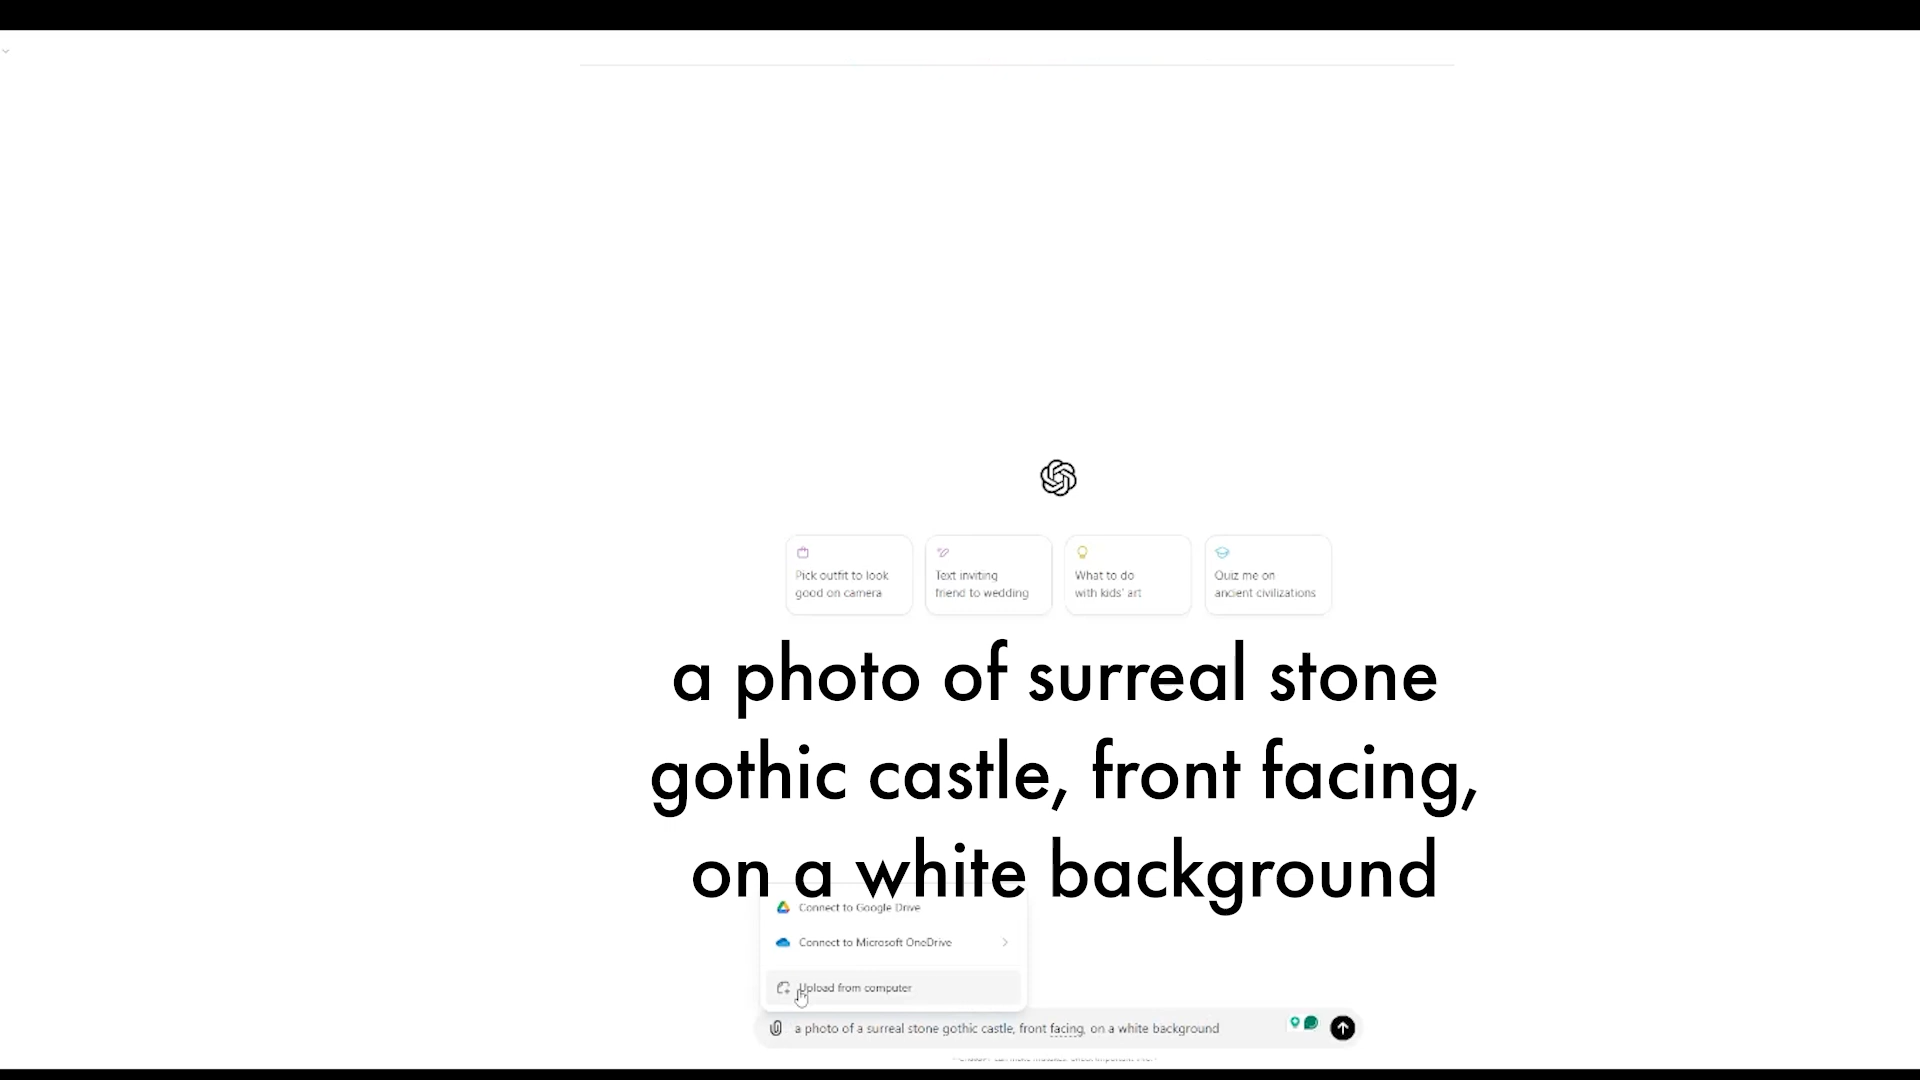 Pick outfit to look
good on camera
Text inviting
friend to wedding
What to do
with kids' art
Quiz me on
ancient civilizations
a photo of surreal stone
gothic castle, front facing,
on a white background
Connect to Google Drive
Connect to Microsoft OneDrive
Upload from computer
a photo of a surreal stone gothic castle, front facing, on a white background